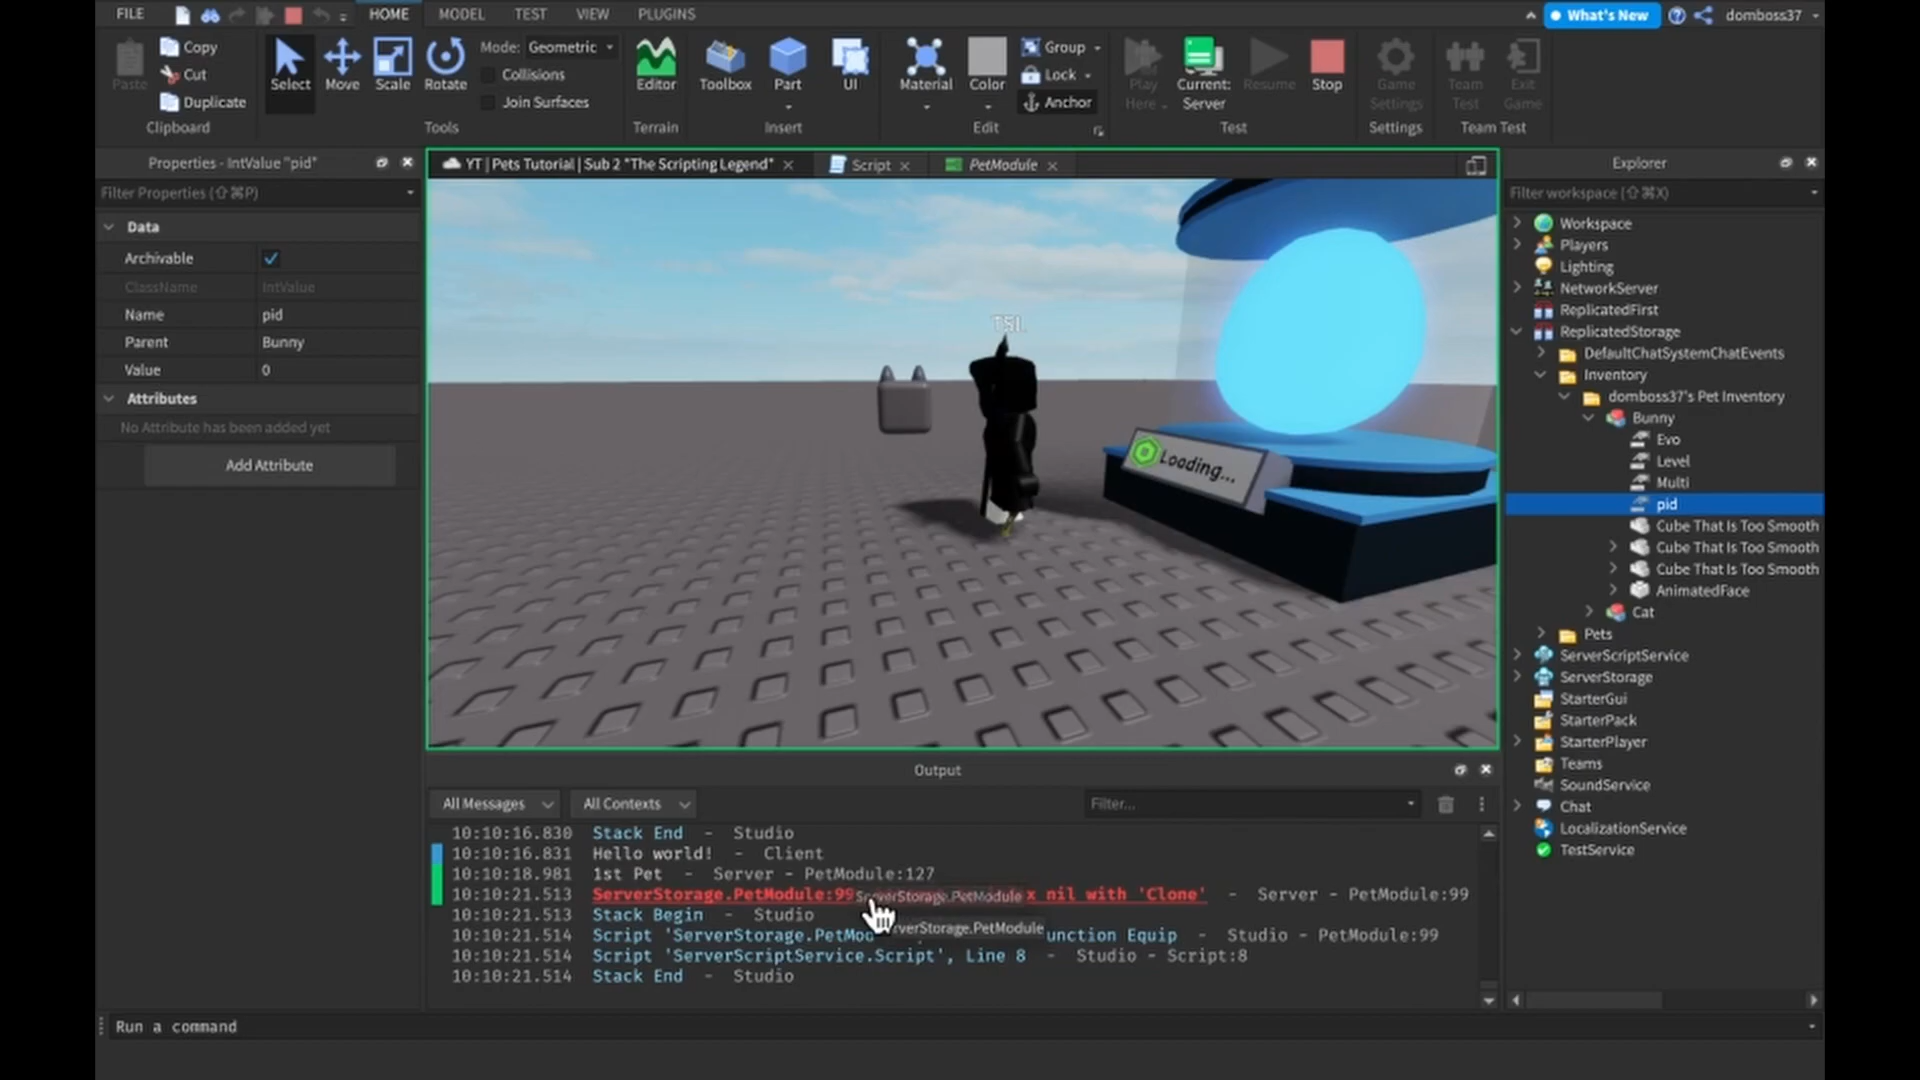 FILE HOME MODEL TEST VIEW PLUGINS What's New domboss37
Paste Copy Cut Duplicate Clipboard
Select Move Scale Rotate Mode: Geometric Collisions Join Surfaces Tools
Editor Terrain
Toolbox Part UI Insert
Material Color Group Lock Anchor Edit
Play Here Current: Server Resume Stop Test
Game Settings Settings
Team Test Exit Game Team Test
Properties - IntValue "pid"
Filter Properties (⇧⌘P)
Data
Archivable
ClassName IntValue
Name pid
Parent Bunny
Value 0
Attributes
No Attribute has been added yet
Add Attribute
YT | Pets Tutorial | Sub 2 "The Scripting Legend" Script PetModule
TSL
Loading...
Output
All Messages All Contexts Filter...
10:10:16.830 Stack End - Studio
10:10:16.831 Hello world! - Client
10:10:18.981 1st Pet - Server - PetModule:127
10:10:21.513 ServerStorage.PetModule:99 x nil with 'Clone' - Server - PetModule:99
ServerStorage.PetModule
10:10:21.513 Stack Begin - Studio
erverStorage.PetModule
10:10:21.514 Script 'ServerStorage.PetMod unction Equip - Studio - PetModule:99
10:10:21.514 Script 'ServerScriptService.Script', Line 8 - Studio - Script:8
10:10:21.514 Stack End - Studio
Run a command
Explorer
Filter workspace (⇧⌘X)
Workspace
Players
Lighting
NetworkServer
ReplicatedFirst
ReplicatedStorage
DefaultChatSystemChatEvents
Inventory
domboss37's Pet Inventory
Bunny
Evo
Level
Multi
pid
Cube That Is Too Smooth
Cube That Is Too Smooth
Cube That Is Too Smooth
AnimatedFace
Cat
Pets
ServerScriptService
ServerStorage
StarterGui
StarterPack
StarterPlayer
Teams
SoundService
Chat
LocalizationService
TestService